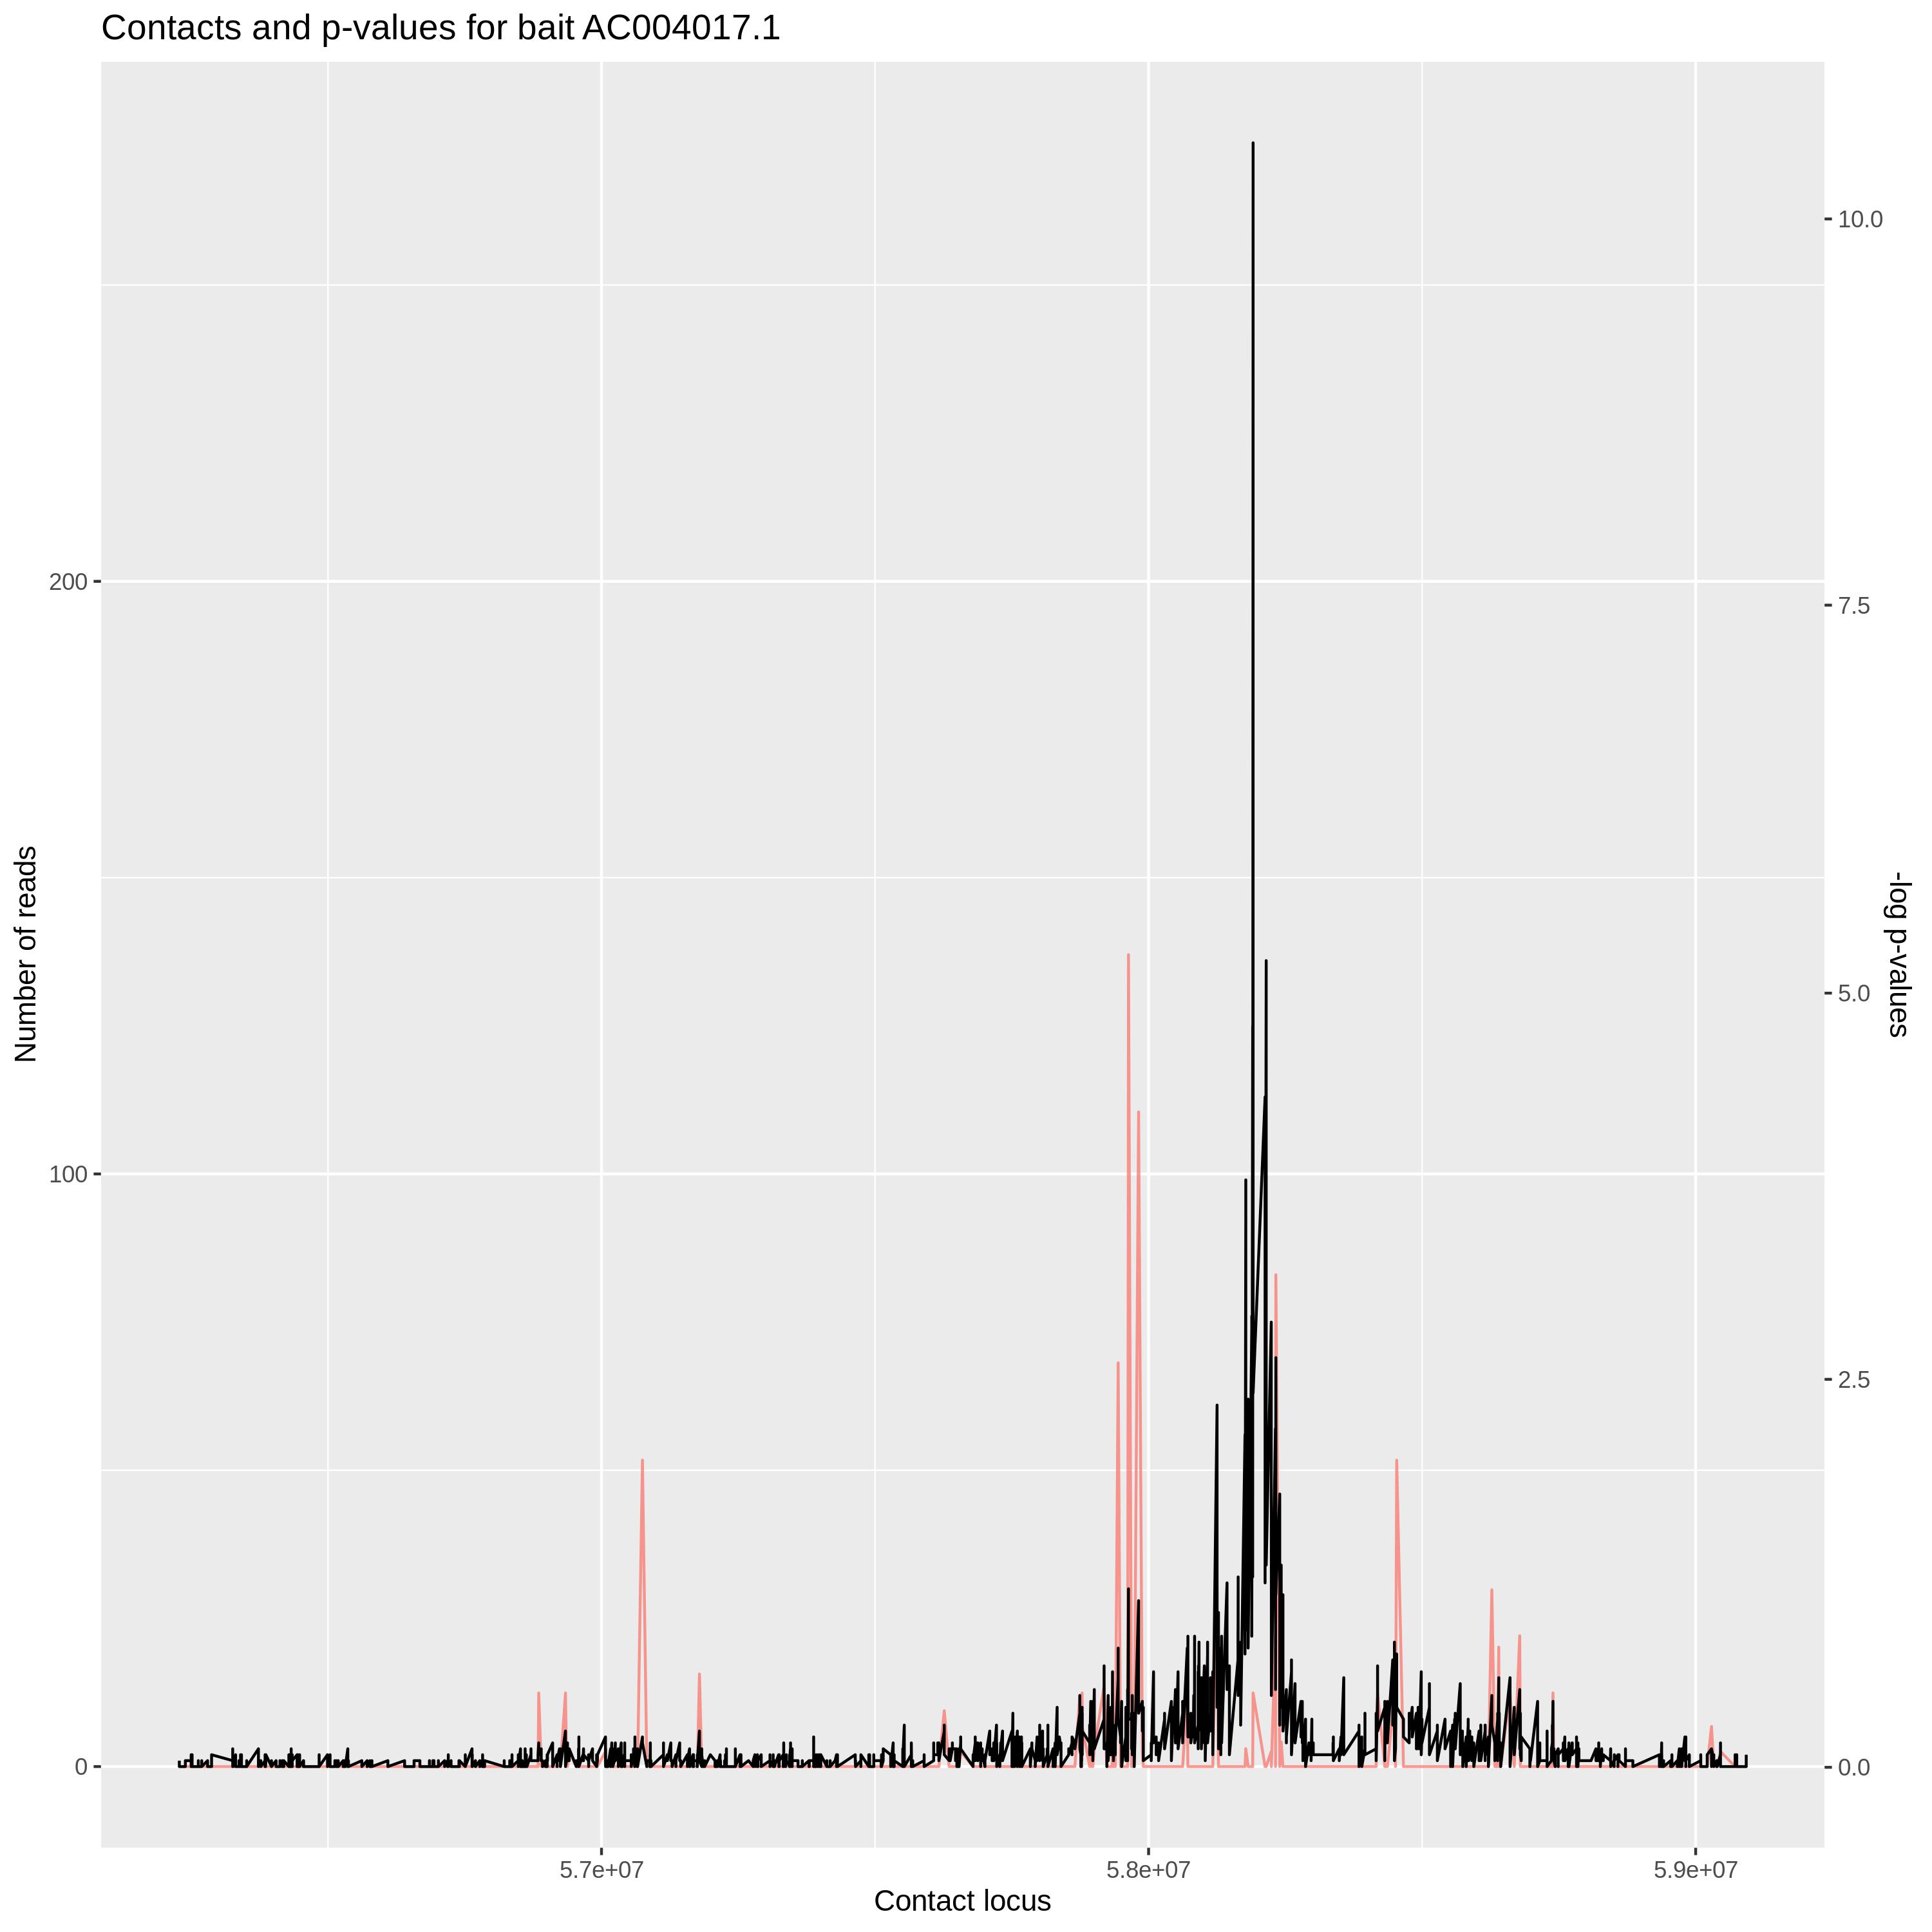 Contacts and p-values for bait AC004017.1
10.0
200
7.5
Number of reads
-log p-values
5.0
100
2.5
0
0.0
5.7e+07
5.8e+07
5.9e+07
Contact locus